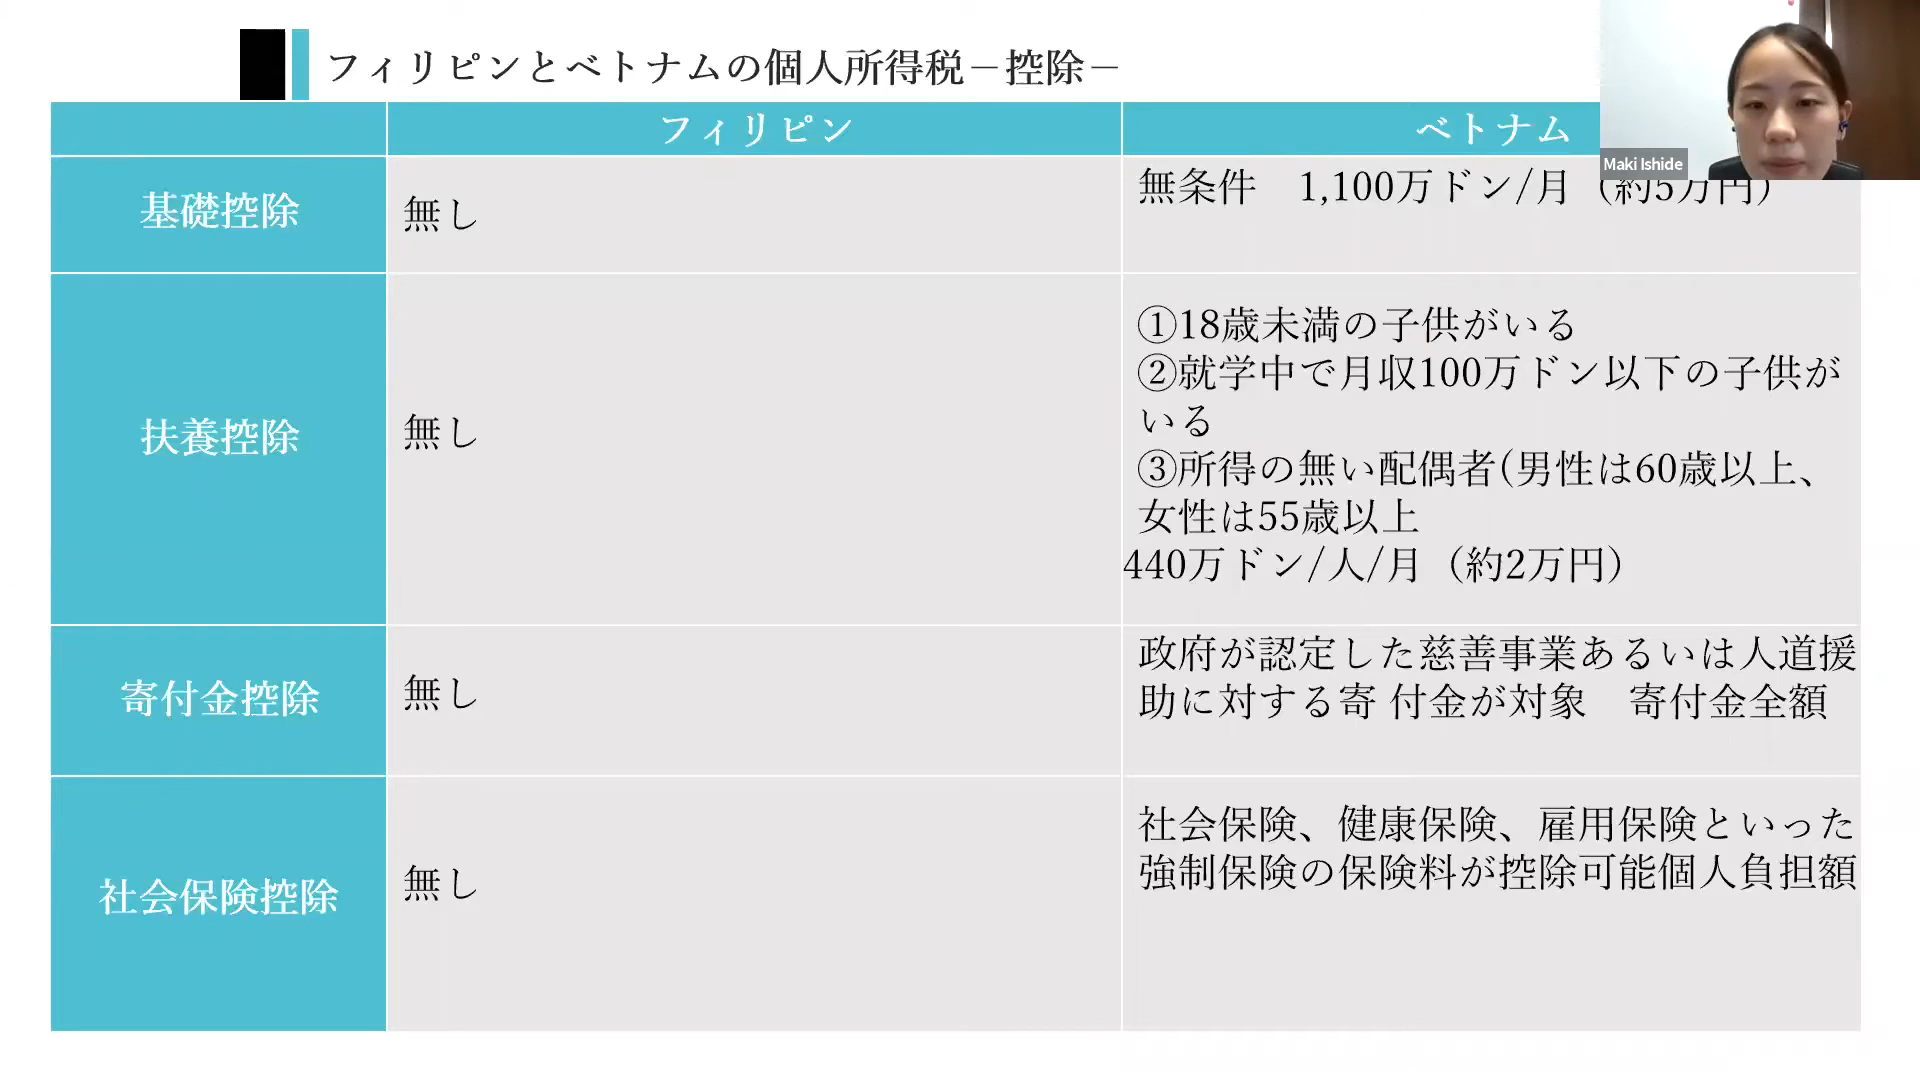 フィリピンとベトナムの個人所得税－控除－
フィリピン
ベトナム
Maki Ishide
基礎控除
無し
無条件　1,100万ドン/月（約5万円）
扶養控除
無し
①18歳未満の子供がいる
②就学中で月収100万ドン以下の子供が
いる
③所得の無い配偶者(男性は60歳以上、
女性は55歳以上
440万ドン/人/月（約2万円）
寄付金控除
無し
政府が認定した慈善事業あるいは人道援
助に対する寄 付金が対象　寄付金全額
社会保険控除
無し
社会保険、健康保険、雇用保険といった
強制保険の保険料が控除可能個人負担額